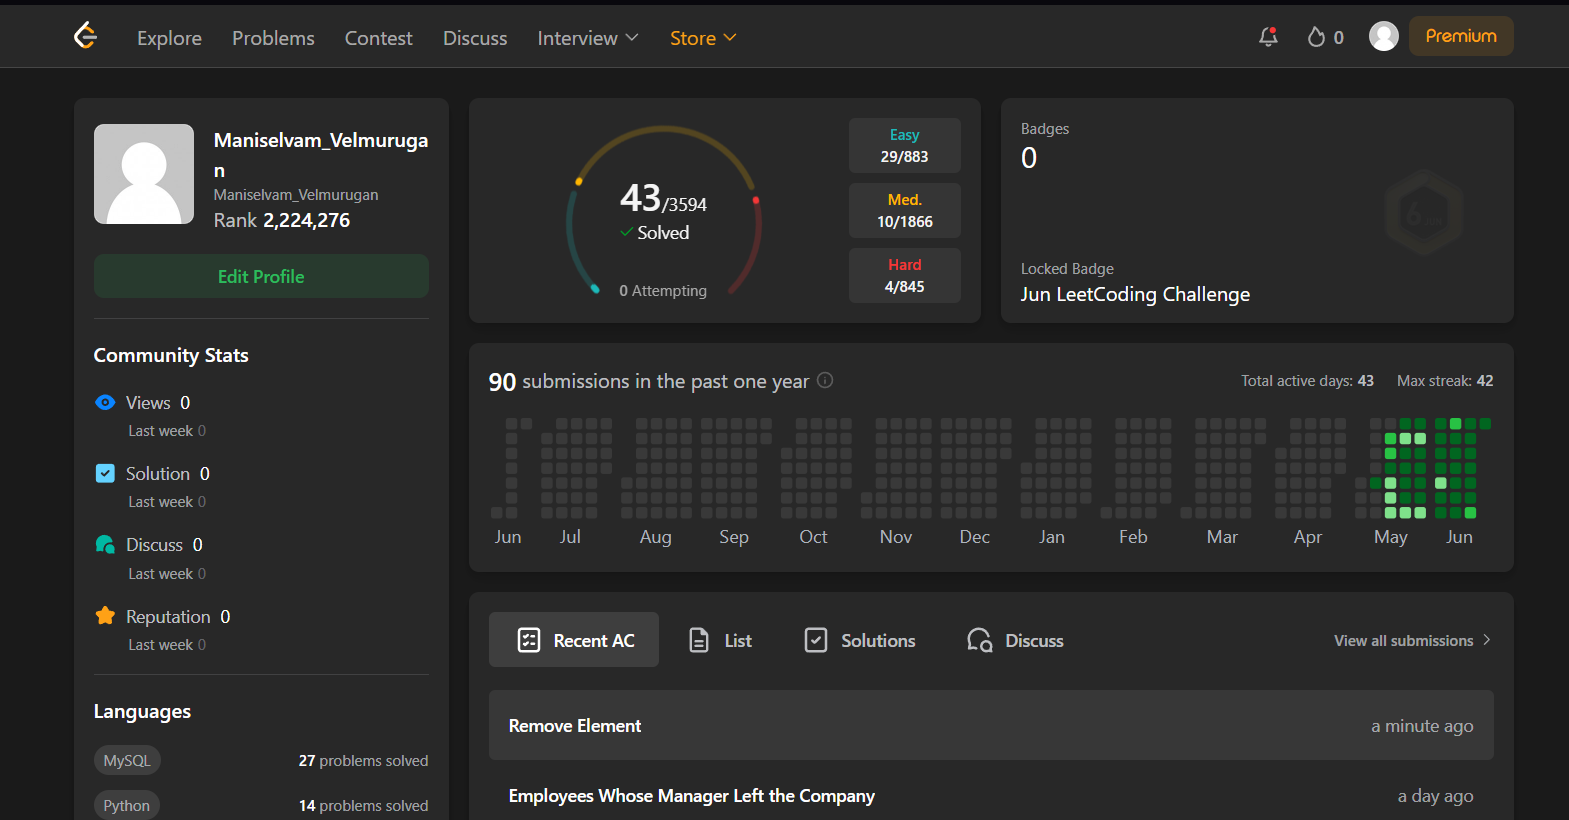 Explore Problems Contest Discuss Interview Store 0 Premium
Maniselvam_Velmuruga
n
Maniselvam_Velmurugan
Rank 2,224,276
Edit Profile
Community Stats
Views 0
Last week 0
Solution 0
Last week 0
Discuss 0
Last week 0
Reputation 0
Last week 0
Languages
MySQL 27 problems solved
Python 14 problems solved
43/3594
Solved
0 Attempting
Easy
29/883
Med.
10/1866
Hard
4/845
Badges
0
Locked Badge
Jun LeetCoding Challenge
90 submissions in the past one year Total active days: 43 Max streak: 42
Jun Jul Aug Sep Oct Nov Dec Jan Feb Mar Apr May Jun
Recent AC List Solutions Discuss View all submissions
Remove Element a minute ago
Employees Whose Manager Left the Company a day ago